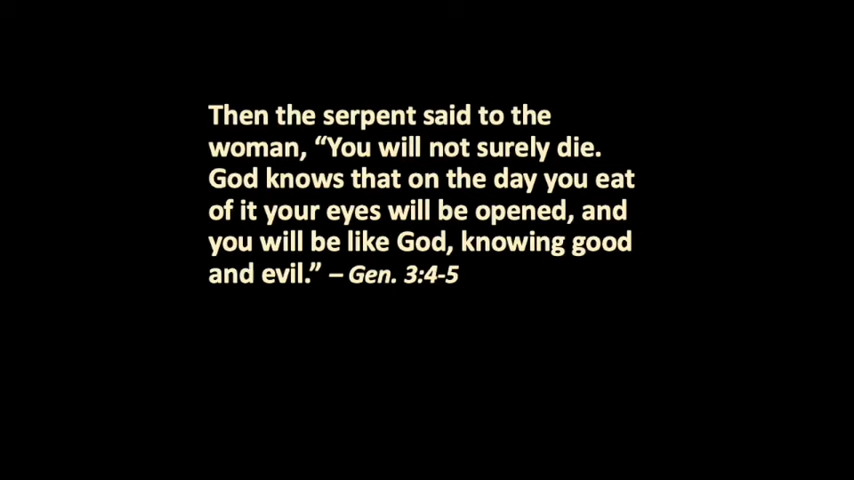 Then the serpent said to the
woman, “You will not surely die.
God knows that on the day you eat
of it your eyes will be opened, and
you will be like God, knowing good
and evil.” – Gen. 3:4-5